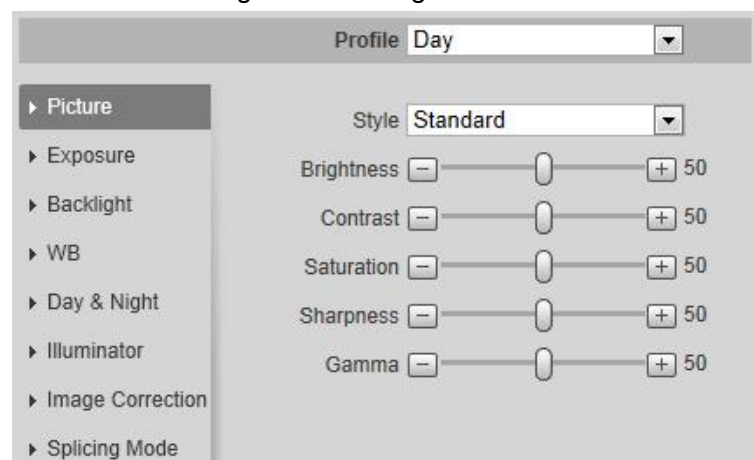 Profile Day
Picture
Style Standard
Exposure
Brightness - + 50
Backlight
Contrast - + 50
WB
Saturation - + 50
Day & Night
Sharpness - + 50
Illuminator
Gamma - + 50
Image Correction
Splicing Mode